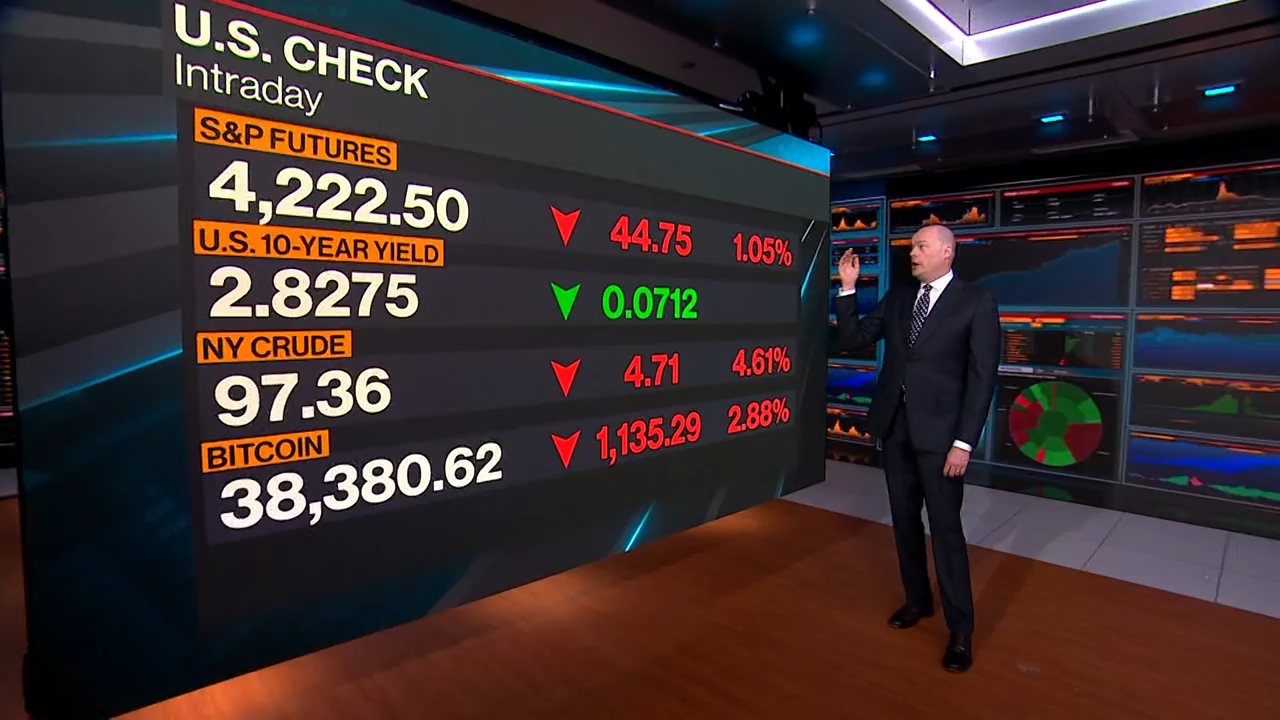 U.S. CHECK
Intraday
S&P FUTURES
4,222.50 44.75 1.05%
U.S. 10-YEAR YIELD
2.8275 0.0712
NY CRUDE
97.36 4.71 4.61%
BITCOIN
38,380.62 1,135.29 2.88%